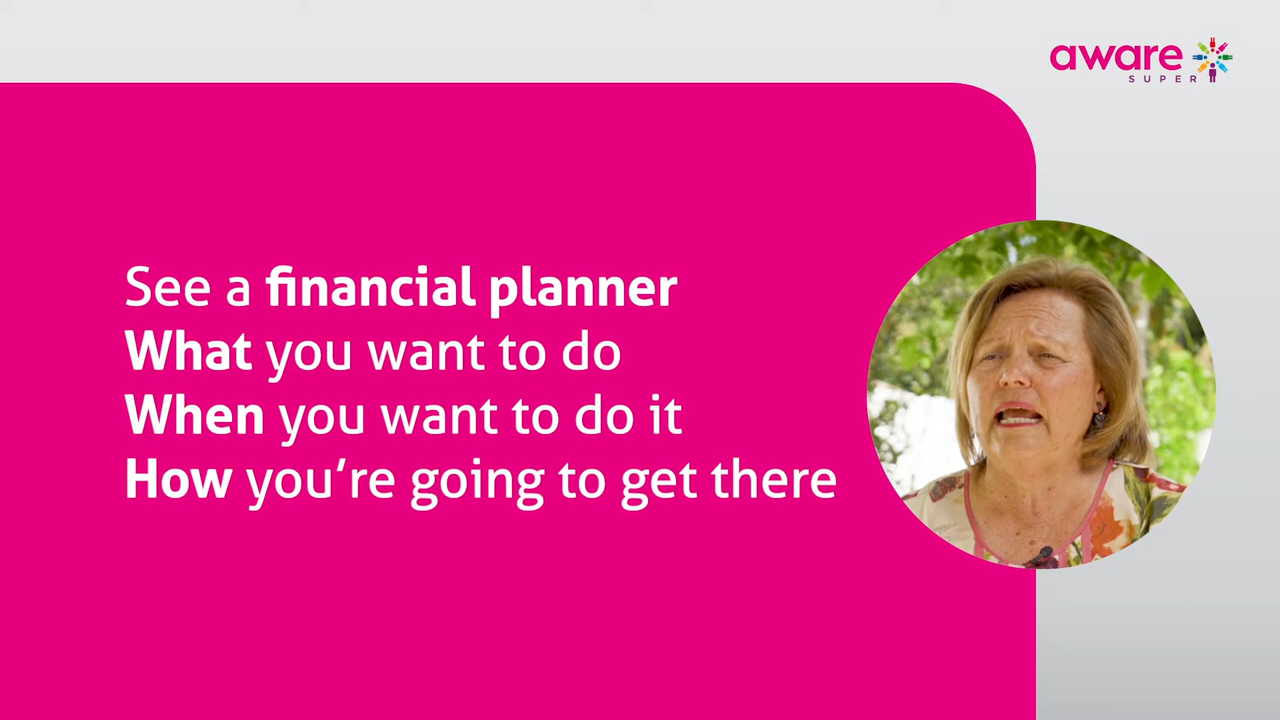 aware
SUPER
See a financial planner
What you want to do
When you want to do it
How you're going to get there